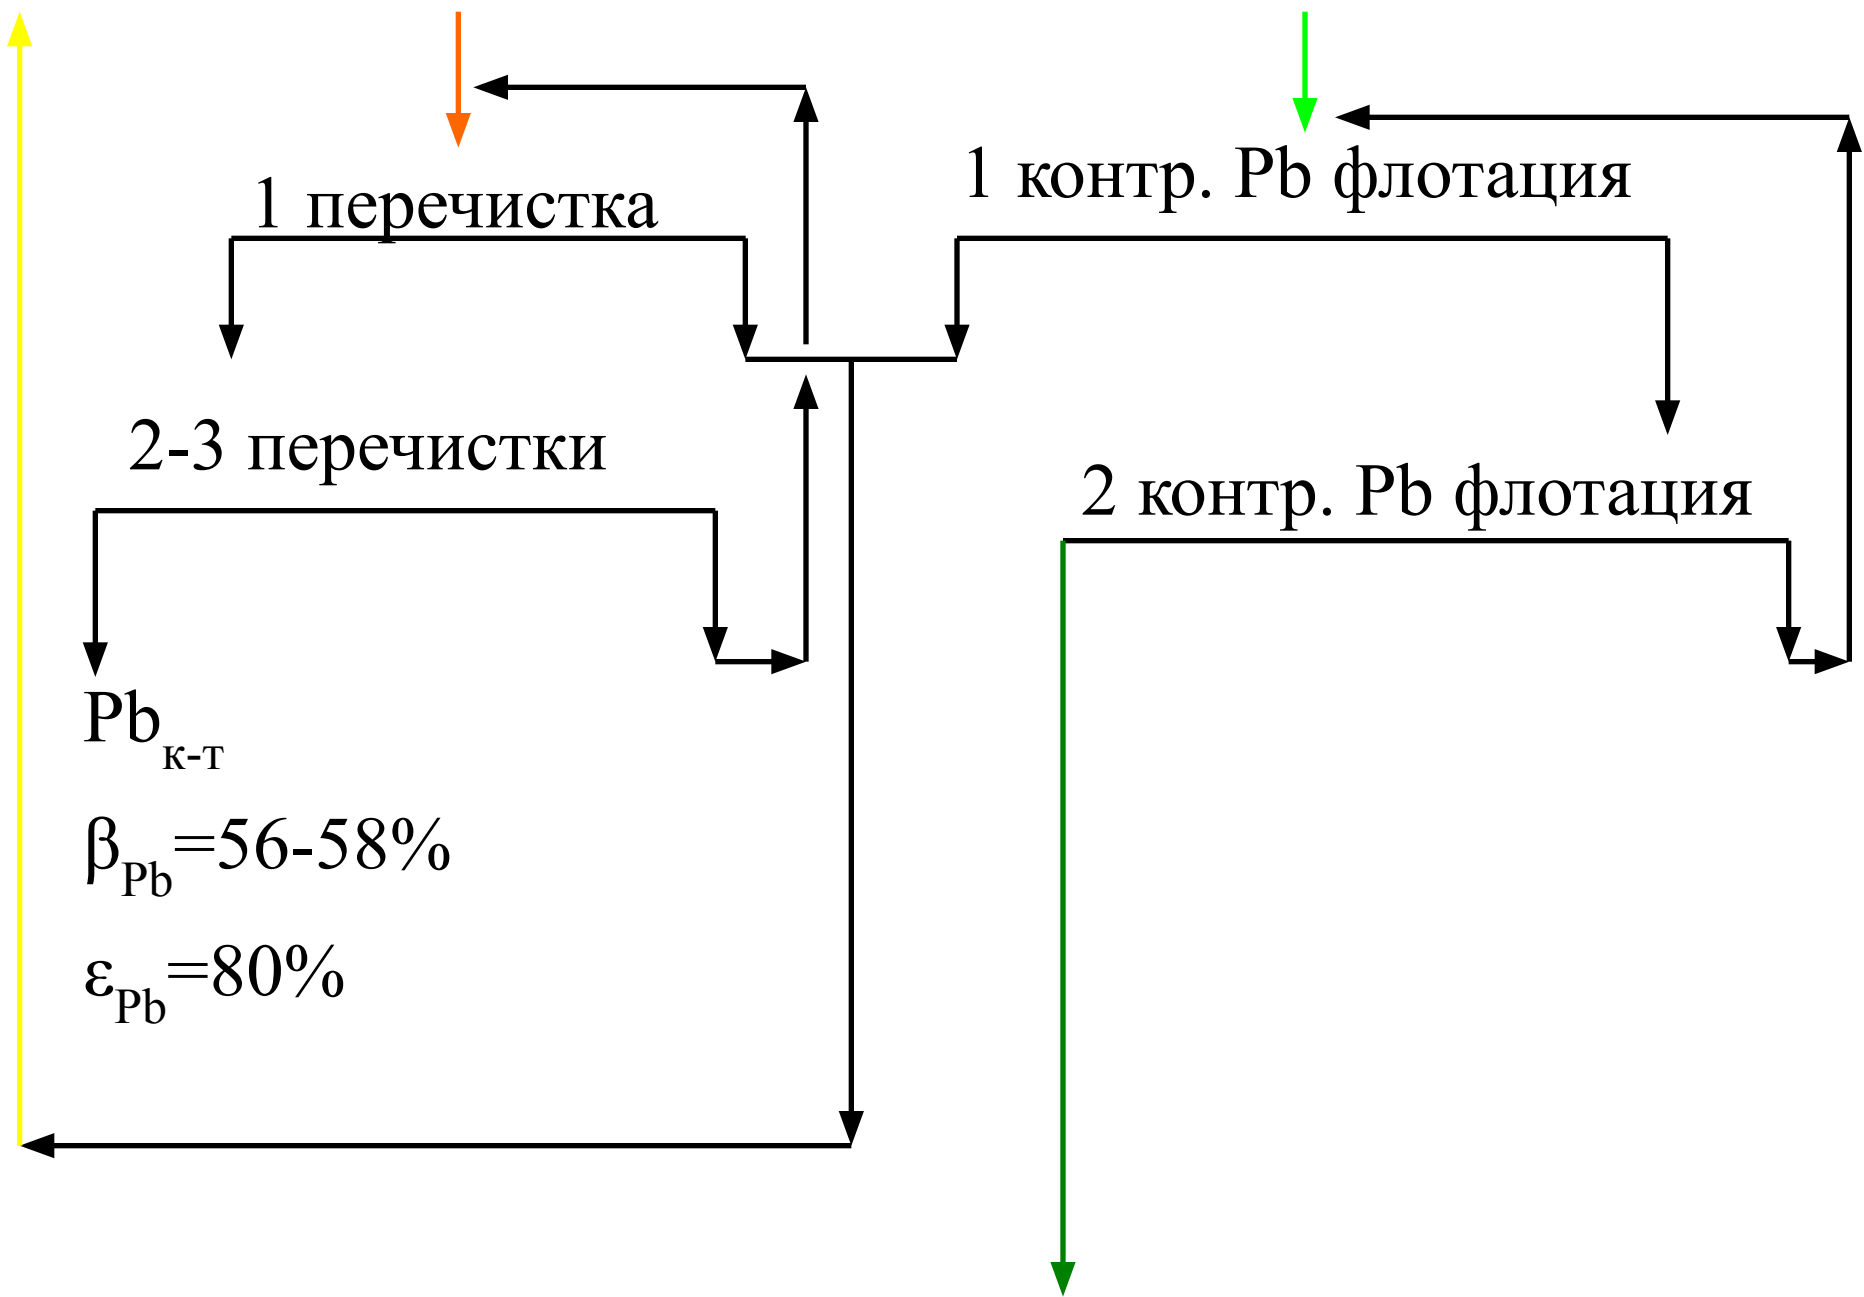 1 перечистка
1 контр. Pb флотация
2-3 перечистки
2 контр. Pb флотация
Pbк-т
βPb=56-58%
εPb=80%